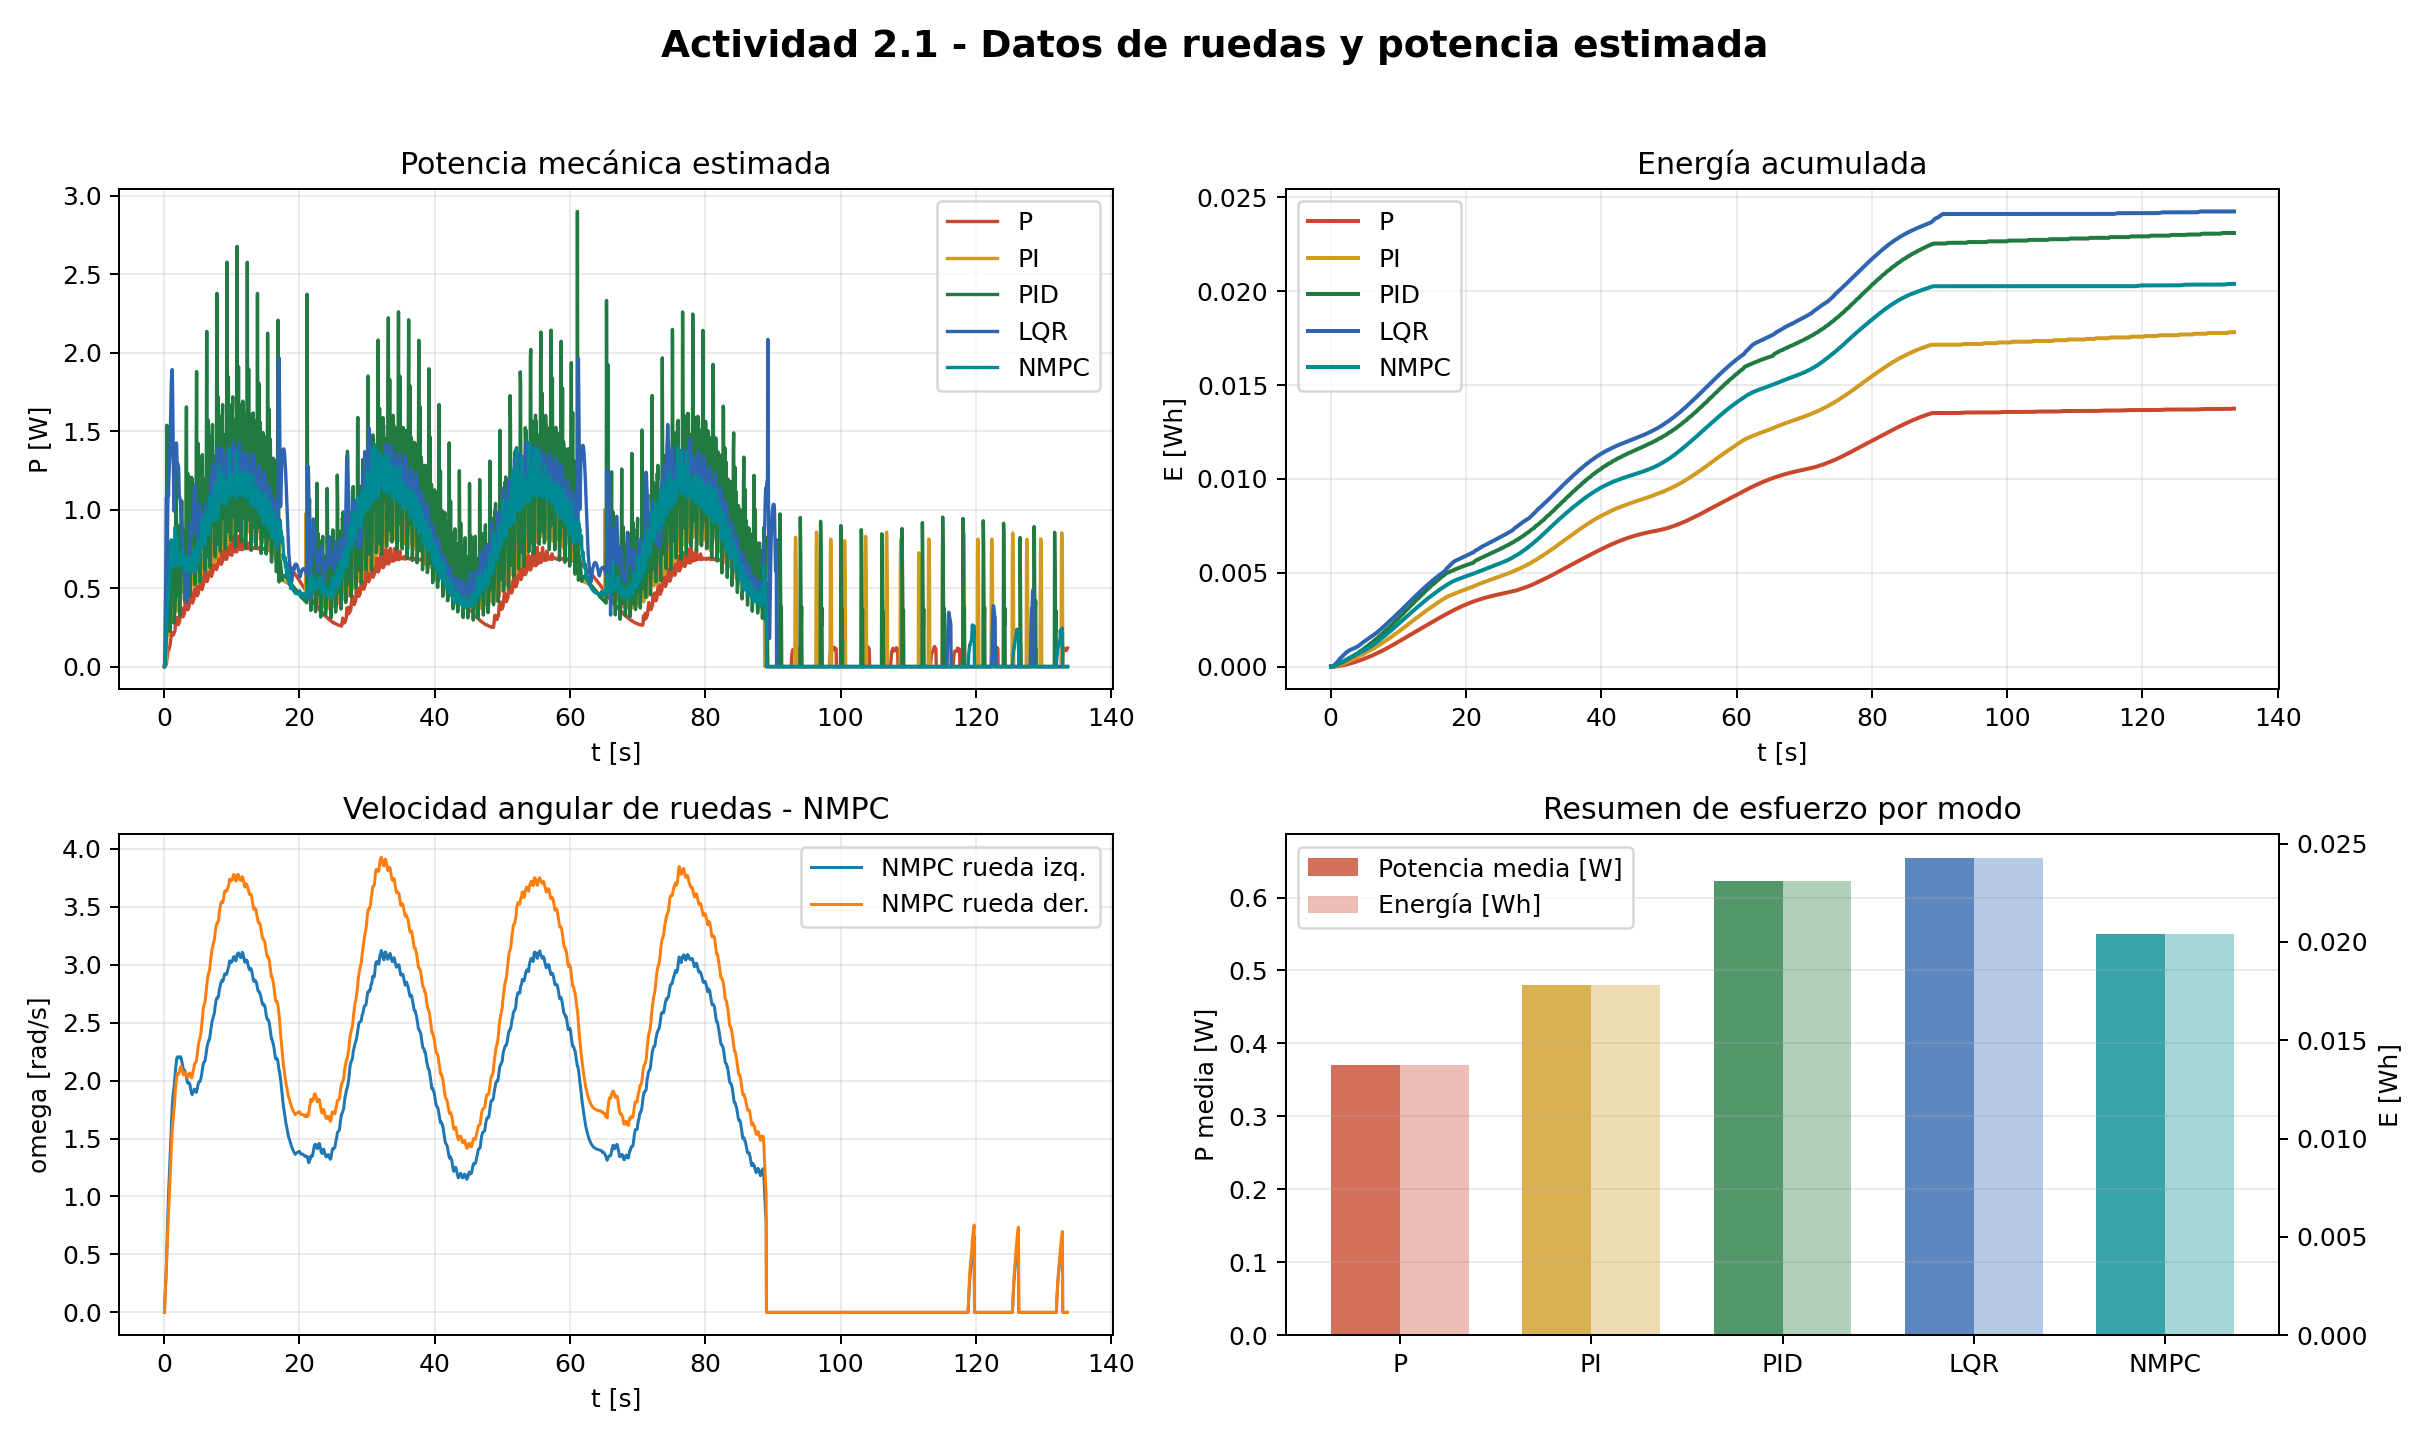 Actividad 2.1 - Datos de ruedas y potencia estimada
Potencia mecánica estimada
P [Wh]
3.0
2.5
2.0
1.5
1.0
0.5
0.0
P
PI
PID
LQR
NMPC
0 20 40 60 80 100 120 140
t [s]
Energía acumulada
E [Wh]
0.025
0.020
0.015
0.010
0.005
0.000
P
PI
PID
LQR
NMPC
0 20 40 60 80 100 120 140
t [s]
Velocidad angular de ruedas - NMPC
omega [rad/s]
4.0
3.5
3.0
2.5
2.0
1.5
1.0
0.5
0.0
NMPC rueda izq.
NMPC rueda der.
0 20 40 60 80 100 120 140
t [s]
Resumen de esfuerzo por modo
P media [W]
0.6
0.5
0.4
0.3
0.2
0.1
0.0
Potencia media [W]
Energía [Wh]
P PI PID LQR NMPC
0.025
0.020
0.015
0.010
0.005
0.000
E [Wh]